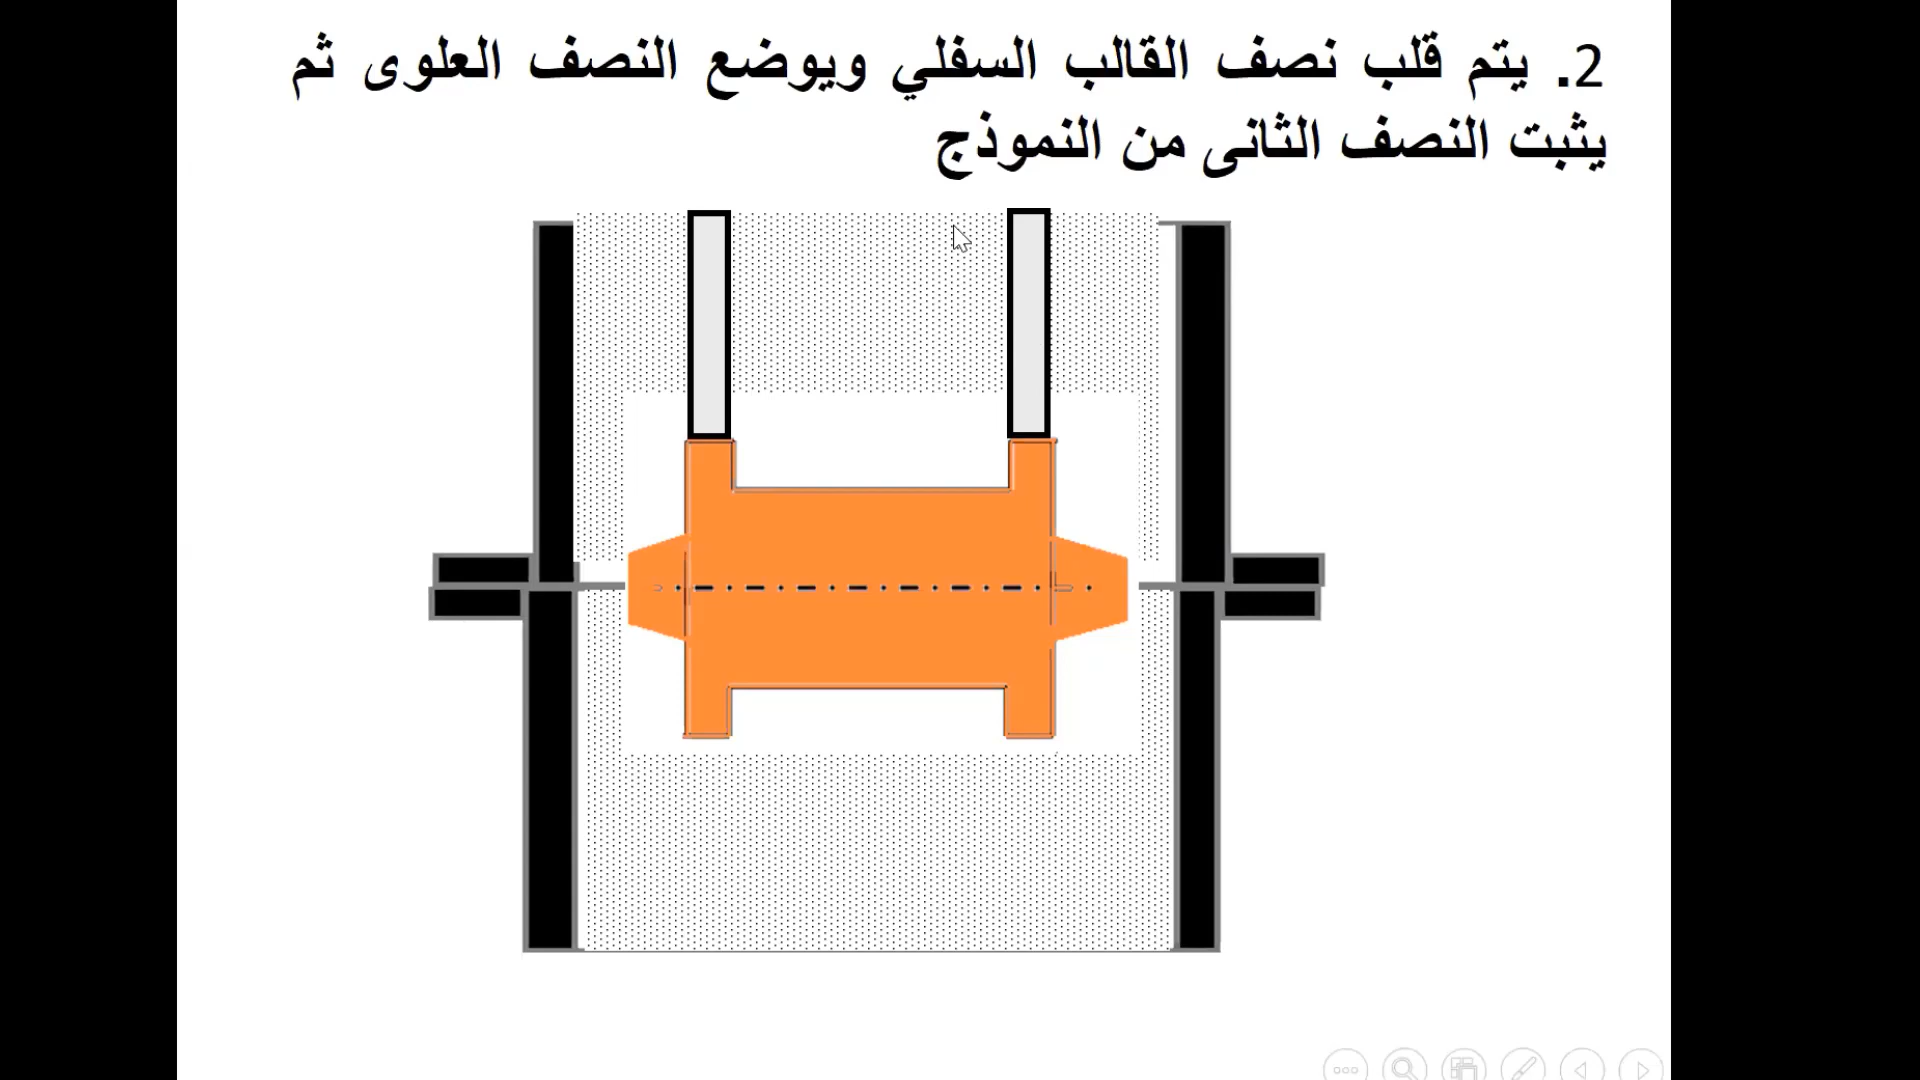 2. يتم قلب نصف القالب السفلي ويوضع النصف العلوى ثم
يثبت النصف الثانى من النموذج